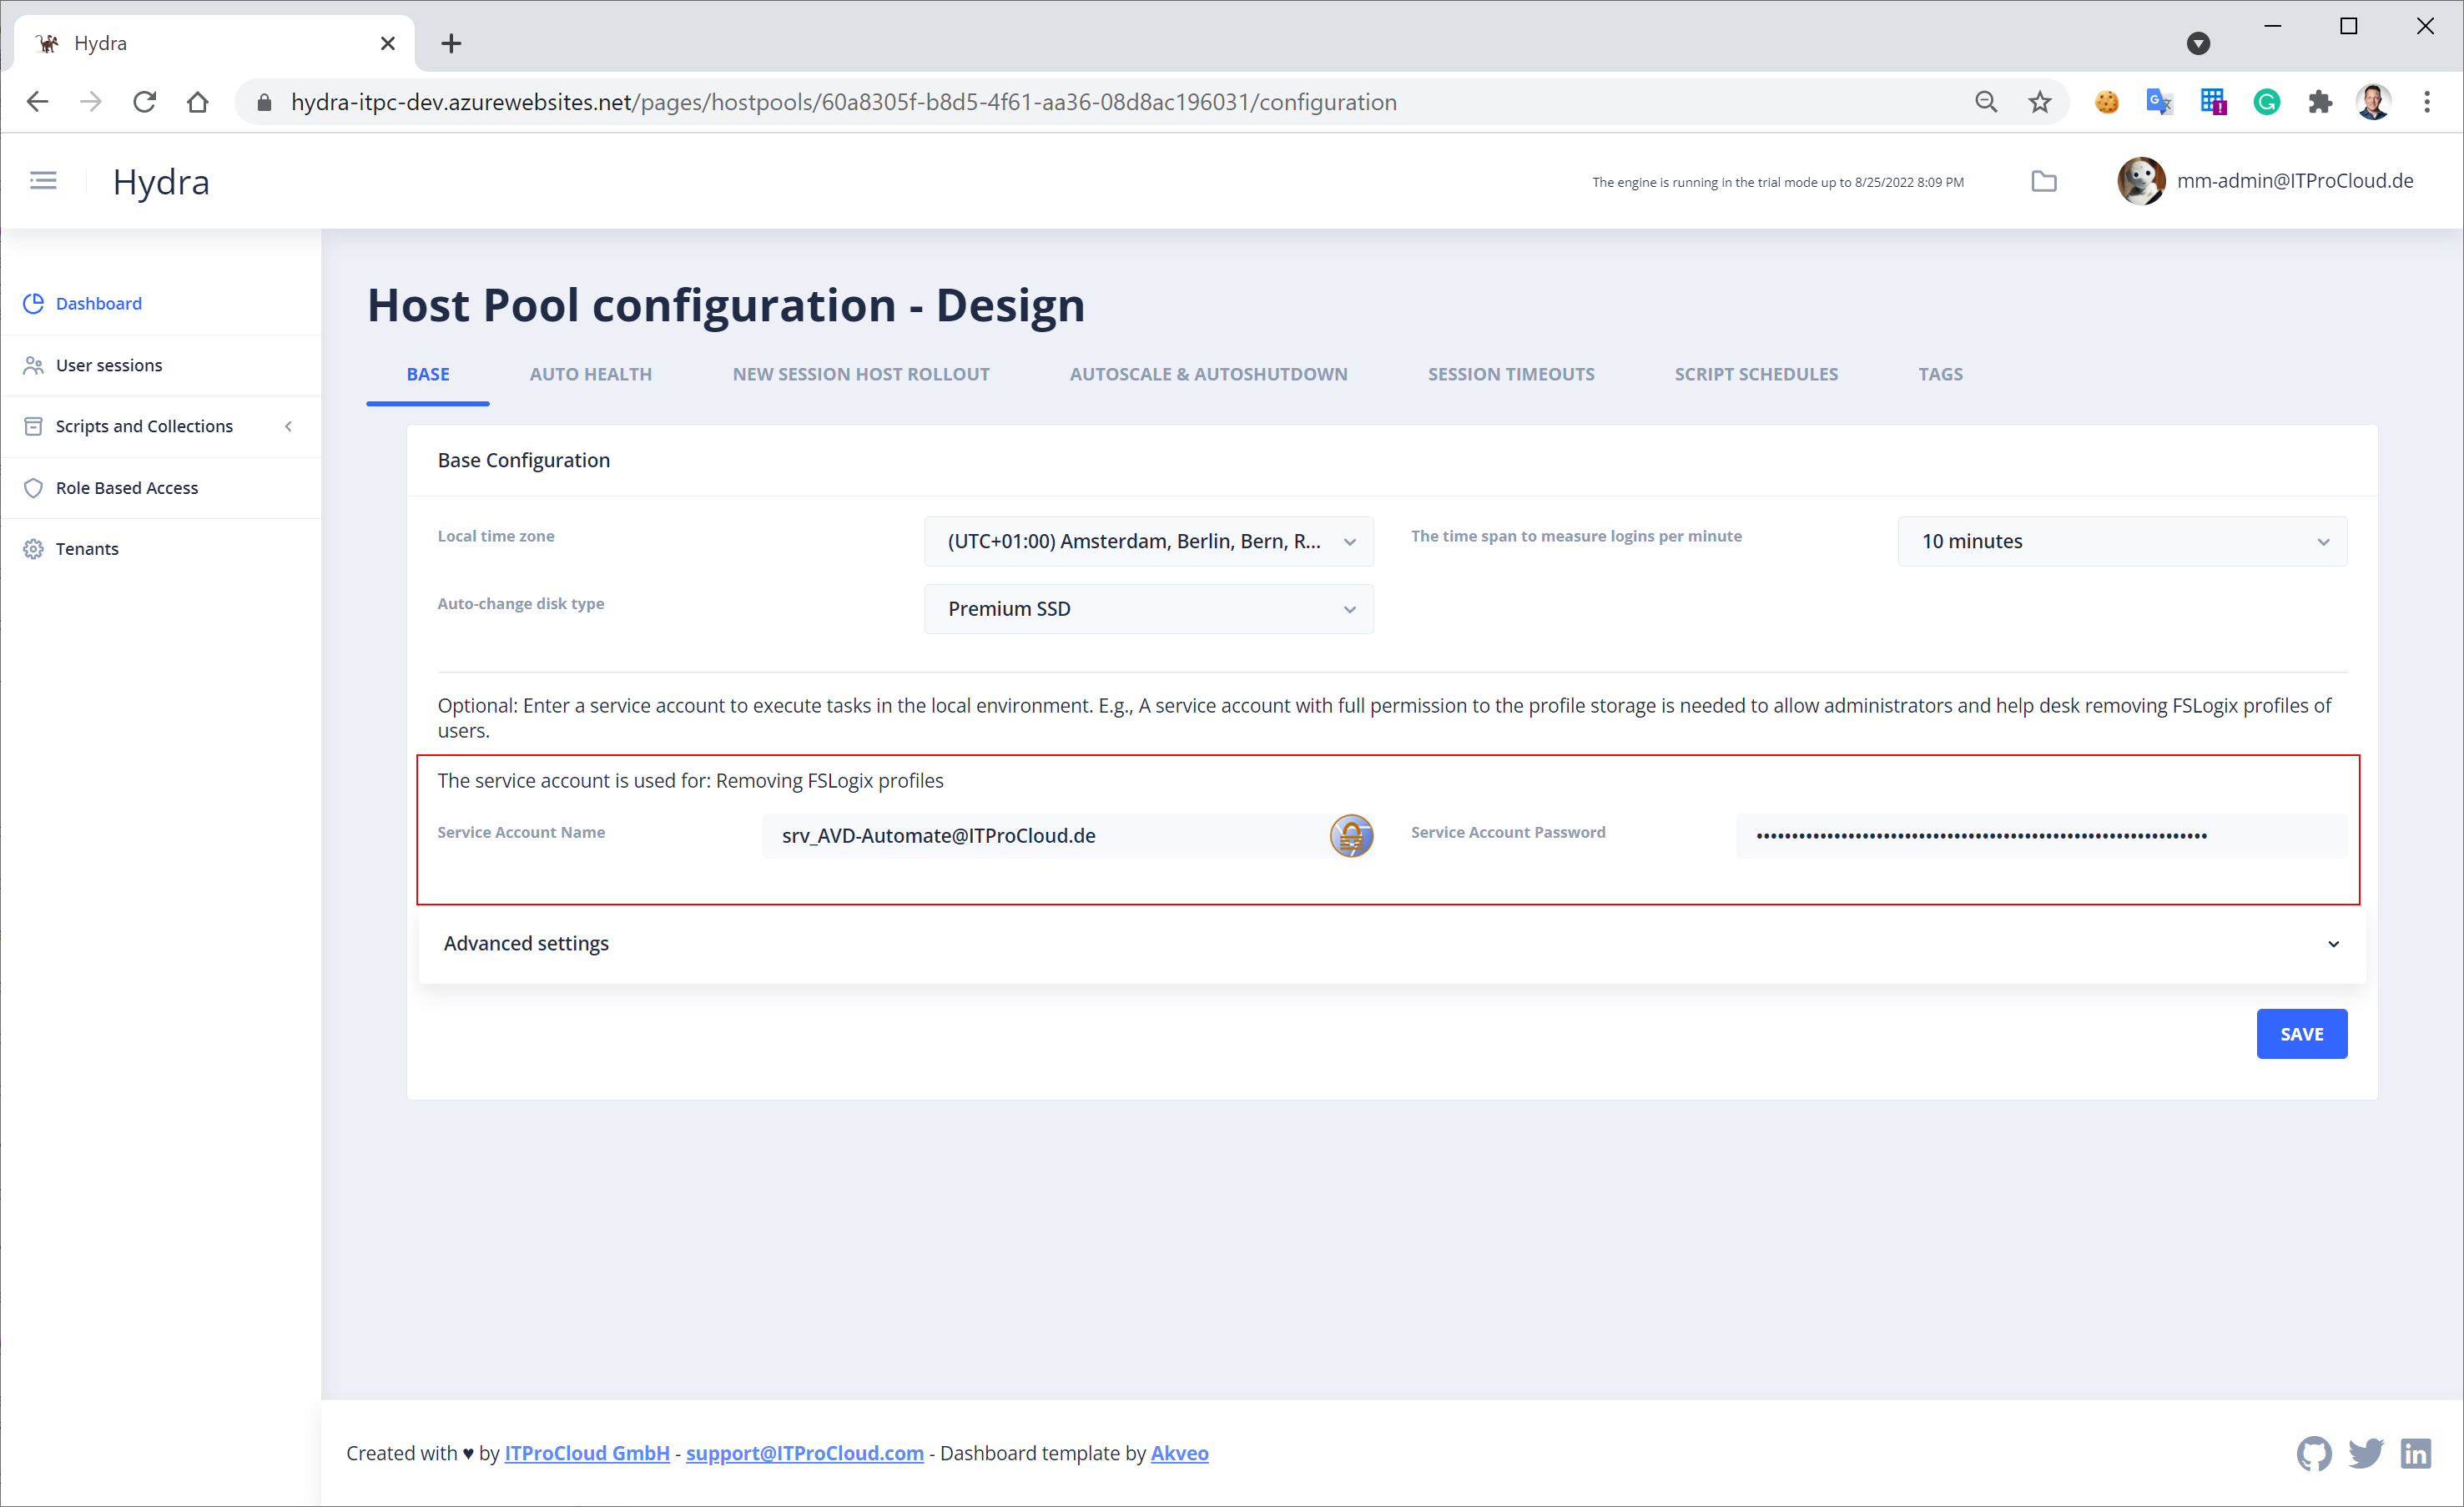 Hydra
hydra-itpc-dev.azurewebsites.net/pages/hostpools/60a8305f-b8d5-4f61-aa36-08d8ac196031/configuration
Hydra
The engine is running in the trial mode up to 8/25/2022 8:09 PM
mm-admin@ITProCloud.de
Dashboard
User sessions
Scripts and Collections
Role Based Access
Tenants
Host Pool configuration - Design
BASE
AUTO HEALTH
NEW SESSION HOST ROLLOUT
AUTOSCALE & AUTOSHUTDOWN
SESSION TIMEOUTS
SCRIPT SCHEDULES
TAGS
Base Configuration
Local time zone
(UTC+01:00) Amsterdam, Berlin, Bern, R...
The time span to measure logins per minute
10 minutes
Auto-change disk type
Premium SSD
Optional: Enter a service account to execute tasks in the local environment. E.g., A service account with full permission to the profile storage is needed to allow administrators and help desk removing FSLogix profiles of
users.
The service account is used for: Removing FSLogix profiles
Service Account Name
srv_AVD-Automate@ITProCloud.de
Service Account Password
Advanced settings
SAVE
Created with ♥ by ITProCloud GmbH - support@ITProCloud.com - Dashboard template by Akveo